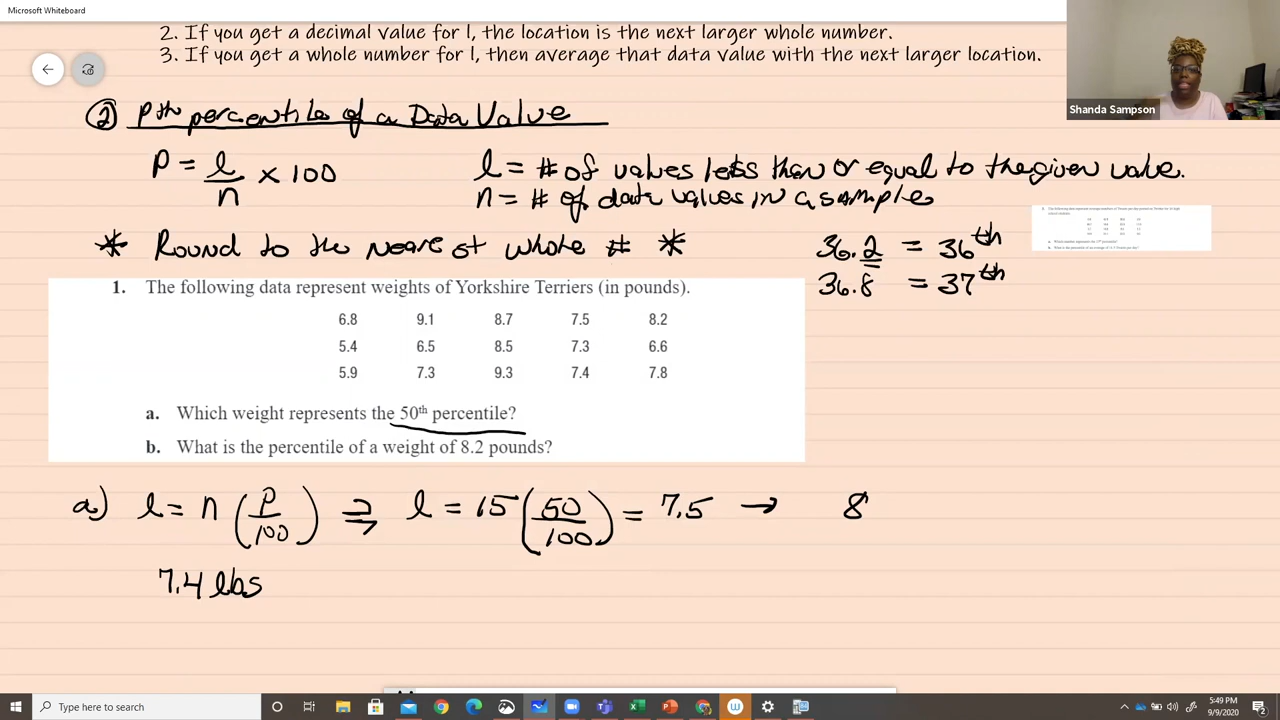 Microsoft Whiteboard
2. If you get a decimal value for l, the location is the next larger whole number.
3. If you get a whole number for l, then average that data value with the next larger location.
Shanda Sampson
② Pth percentile of a Data Value
P = l/n × 100
l = # of values less than or equal to the given value.
n = # of data values in a sample
* Round to the nearest whole # *
36.2 = 36th
36.8 = 37th
1. The following data represent weights of Yorkshire Terriers (in pounds).
6.8 9.1 8.7 7.5 8.2
5.4 6.5 8.5 7.3 6.6
5.9 7.3 9.3 7.4 7.8
a. Which weight represents the 50th percentile?
b. What is the percentile of a weight of 8.2 pounds?
a.) l = n (P/100) ⇒ l = 15 (50/100) = 7.5 → 8
7.4 lbs
Type here to search
5:49 PM
9/9/2020